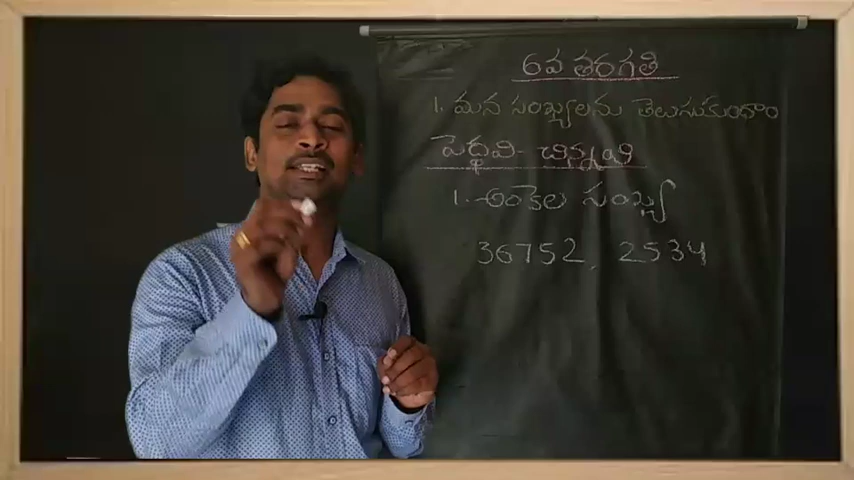 6వ తరగతి
1. మన సంఖ్యలను తెలుసుకుందాం
పెద్దవి - చిన్నవి
1. అంకెల సంఖ్య
36752, 2534